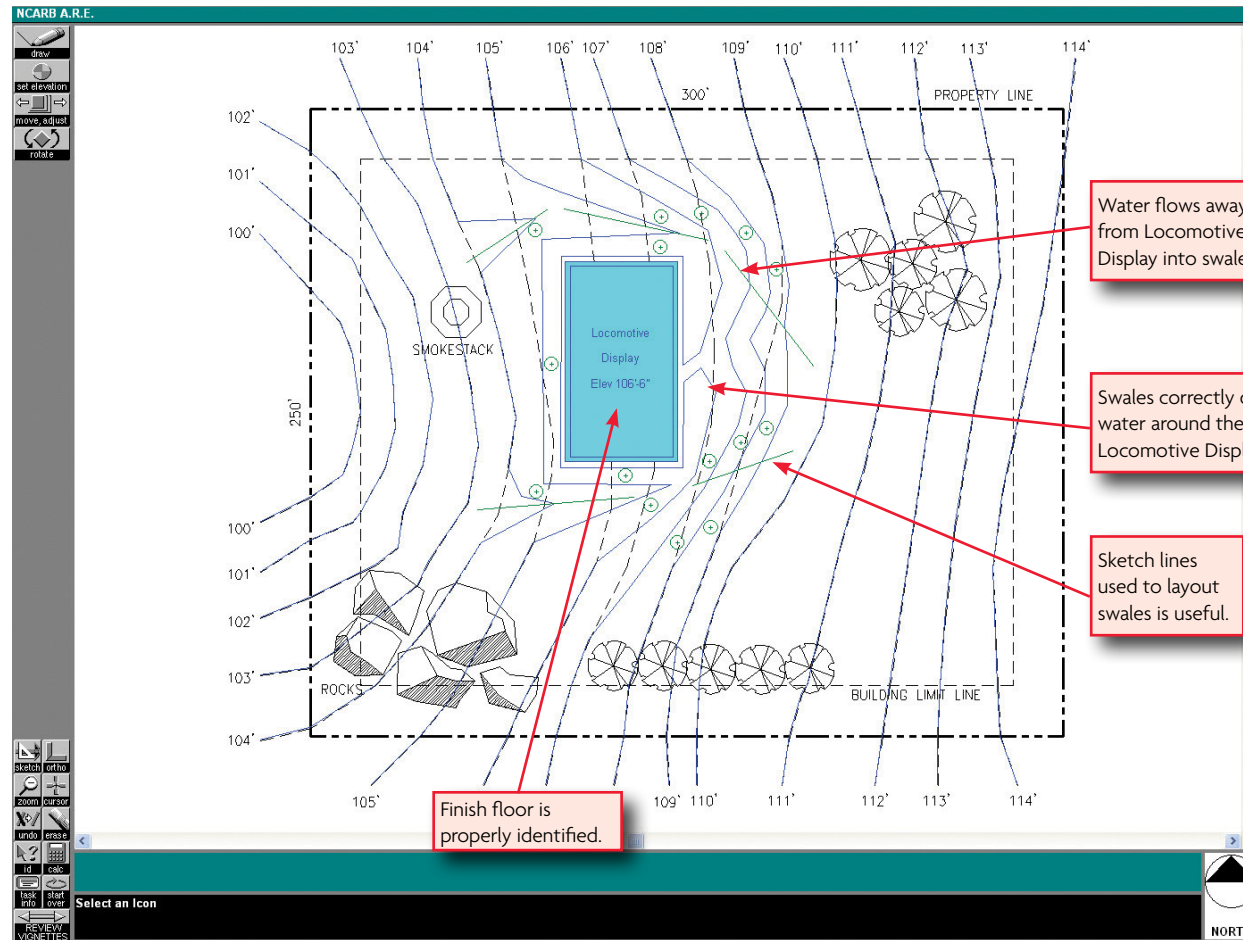 NCARB A.R.E.
draw
set elevation
move, adjust
rotate
103' 104' 105' 106' 107' 108' 109' 110' 111' 112' 113' 114'
300'
PROPERTY LINE
102'
101'
100'
Water flows away
from Locomotive
Display into swale
SMOKESTACK
Locomotive
Display
Elev 106'-6"
250'
Swales correctly
water around the
Locomotive
100'
101'
102'
103'
104'
Sketch lines
used to layout
swales is useful.
ROCKS
BUILDING LIMIT LINE
105'
109' 110' 111' 112' 113' 114'
Finish floor is
properly identified.
sketch ortho
zoom cursor
undo erase
id calc
task info
start over
REVIEW
VIGNETTES
Select an Icon